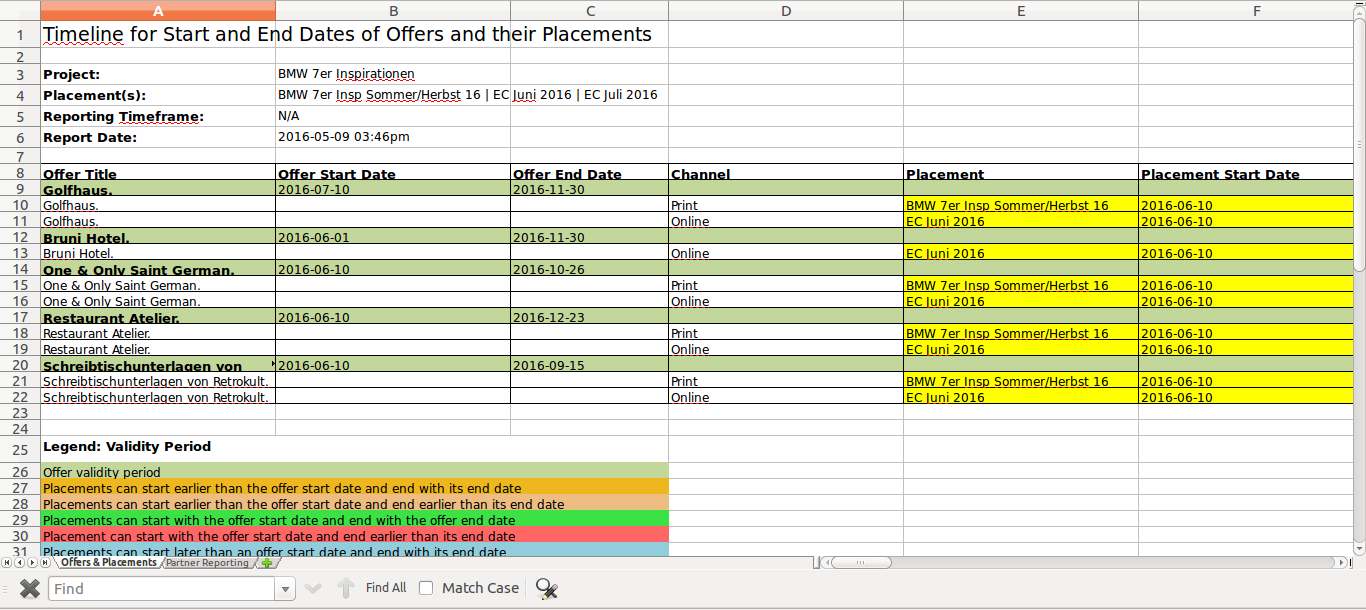 A B C D E F
1 Timeline for Start and End Dates of Offers and their Placements
2
3 Project: BMW 7er Inspirationen
4 Placement(s): BMW 7er Insp Sommer/Herbst 16 | EC Juni 2016 | EC Juli 2016
5 Reporting Timeframe: N/A
6 Report Date: 2016-05-09 03:46pm
7
8 Offer Title Offer Start Date Offer End Date Channel Placement Placement Start Date
9 Golfhaus. 2016-07-10 2016-11-30
10 Golfhaus. Print BMW 7er Insp Sommer/Herbst 16 2016-06-10
11 Golfhaus. Online EC Juni 2016 2016-06-10
12 Bruni Hotel. 2016-06-01 2016-11-30
13 Bruni Hotel. Online EC Juni 2016 2016-06-10
14 One & Only Saint German. 2016-06-10 2016-10-26
15 One & Only Saint German. Print BMW 7er Insp Sommer/Herbst 16 2016-06-10
16 One & Only Saint German. Online EC Juni 2016 2016-06-10
17 Restaurant Atelier. 2016-06-10 2016-12-23
18 Restaurant Atelier. Print BMW 7er Insp Sommer/Herbst 16 2016-06-10
19 Restaurant Atelier. Online EC Juni 2016 2016-06-10
20 Schreibtischunterlagen von 2016-06-10 2016-09-15
21 Schreibtischunterlagen von Retrokult. Print BMW 7er Insp Sommer/Herbst 16 2016-06-10
22 Schreibtischunterlagen von Retrokult. Online EC Juni 2016 2016-06-10
23
24
25 Legend: Validity Period
26 Offer validity period
27 Placements can start earlier than the offer start date and end with its end date
28 Placements can start earlier than the offer start date and end earlier than its end date
29 Placements can start with the offer start date and end with the offer end date
30 Placement can start with the offer start date and end earlier than its end date
31 Placements can start later than an offer start date and end with its end date
Offers & Placements Partner Reporting
Find Find All Match Case